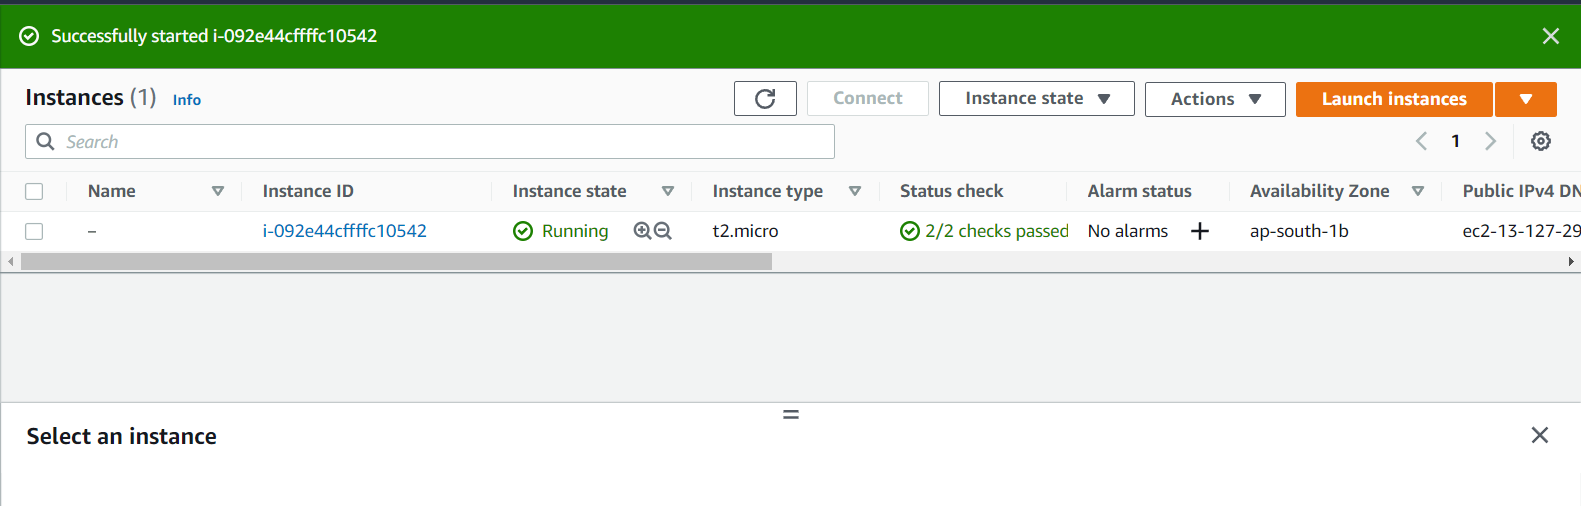 Successfully started i-092e44cffffc10542
Instances (1) Info Connect Instance state Actions Launch instances
Search 1
Name Instance ID Instance state Instance type Status check Alarm status Availability Zone Public IPv4 DN
– i-092e44cffffc10542 Running t2.micro 2/2 checks passed No alarms ap-south-1b ec2-13-127-29
Select an instance